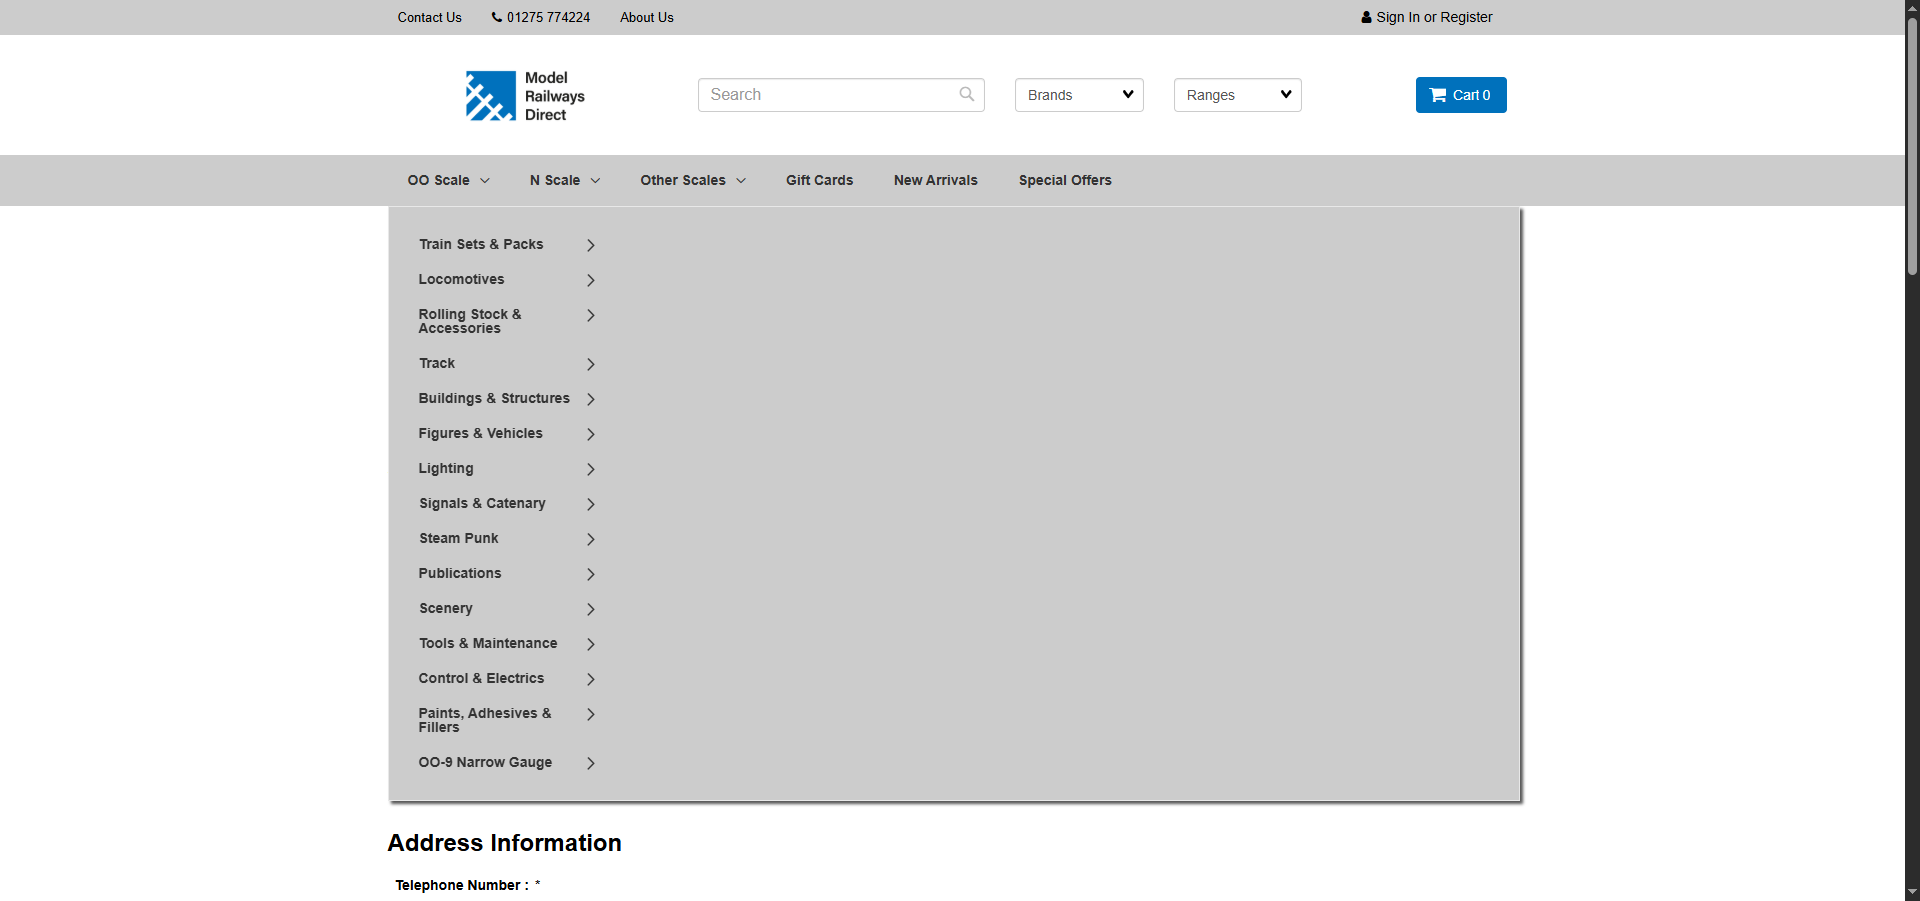 Contact Us 01275 774224 About Us Sign In or Register
Model
Railways
Direct
Search Brands Ranges Cart 0
OO Scale N Scale Other Scales Gift Cards New Arrivals Special Offers
Train Sets & Packs
Locomotives
Rolling Stock &
Accessories
Track
Buildings & Structures
Figures & Vehicles
Lighting
Signals & Catenary
Steam Punk
Publications
Scenery
Tools & Maintenance
Control & Electrics
Paints, Adhesives &
Fillers
OO-9 Narrow Gauge
Address Information
Telephone Number : *